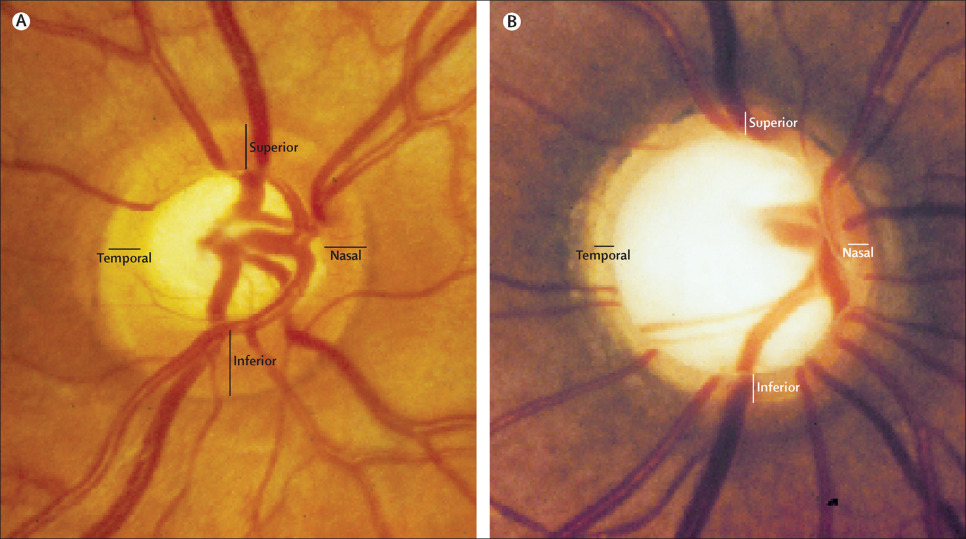 A
Superior
Temporal
Nasal
Inferior
B
Superior
Temporal
Nasal
Inferior